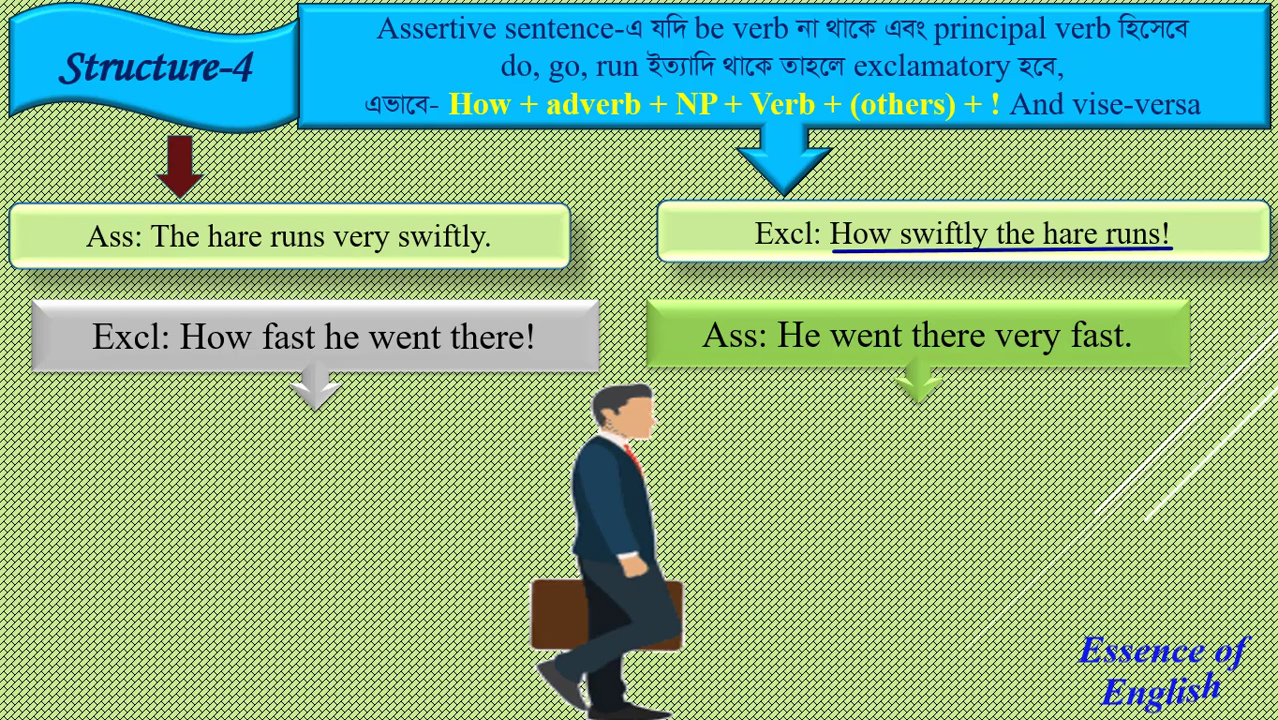 Structure-4
Assertive sentence-এ যদি be verb না থাকে এবং principal verb হিসেবে
do, go, run ইত্যাদি থাকে তাহলে exclamatory হবে,
এভাবে- How + adverb + NP + Verb + (others) + ! And vise-versa
Ass: The hare runs very swiftly.
Excl: How swiftly the hare runs!
Excl: How fast he went there!
Ass: He went there very fast.
Essence of
English